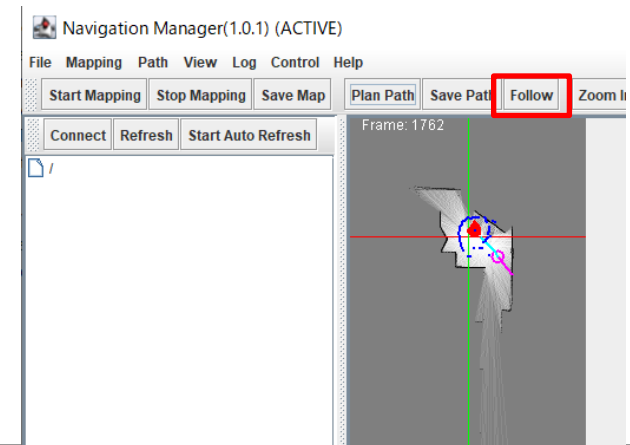 Navigation Manager(1.0.1) (ACTIVE)
File Mapping Path View Log Control Help
Start Mapping Stop Mapping Save Map Plan Path Save Path Follow Zoom
Connect Refresh Start Auto Refresh
Frame: 1762
/